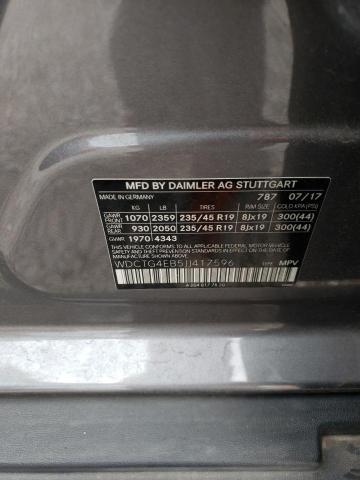 MFD BY DAIMLER AG STUTTGART
MADE IN GERMANY 787 07/17
KG LB TIRES RIM SIZE COLD KPA (PSI)
GAWR FRONT 1070 2359 235/45 R19 8Jx19 300(44)
GAWR REAR 930 2050 235/45 R19 8Jx19 300(44)
GVWR 1970 4343
THIS VEHICLE CONFORMS TO ALL APPLICABLE
FEDERAL MOTOR VEHICLE SAFETY, BUMPER, AND
THEFT PREVENTION STANDARDS IN EFFECT ON THE
DATE OF MANUFACTURE SHOWN ABOVE.
WDCTG4EB5JJ417596 TYPE: MPV